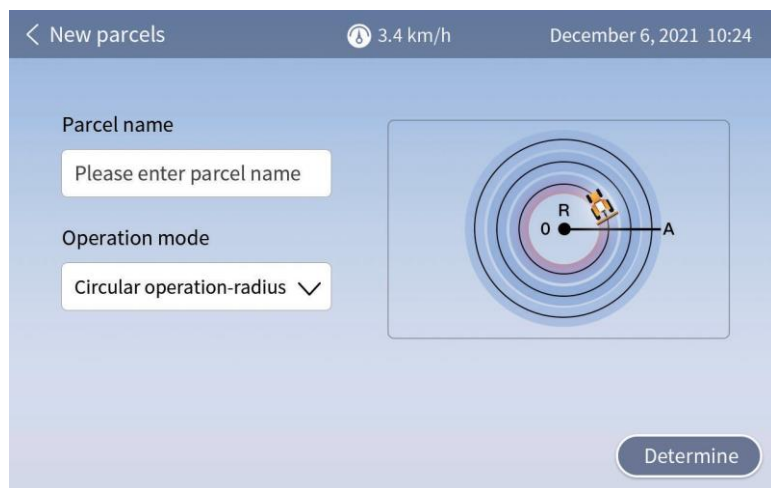 < New parcels 3.4 km/h December 6, 2021 10:24
Parcel name
Please enter parcel name
Operation mode
Circular operation-radius
R
0 A
Determine